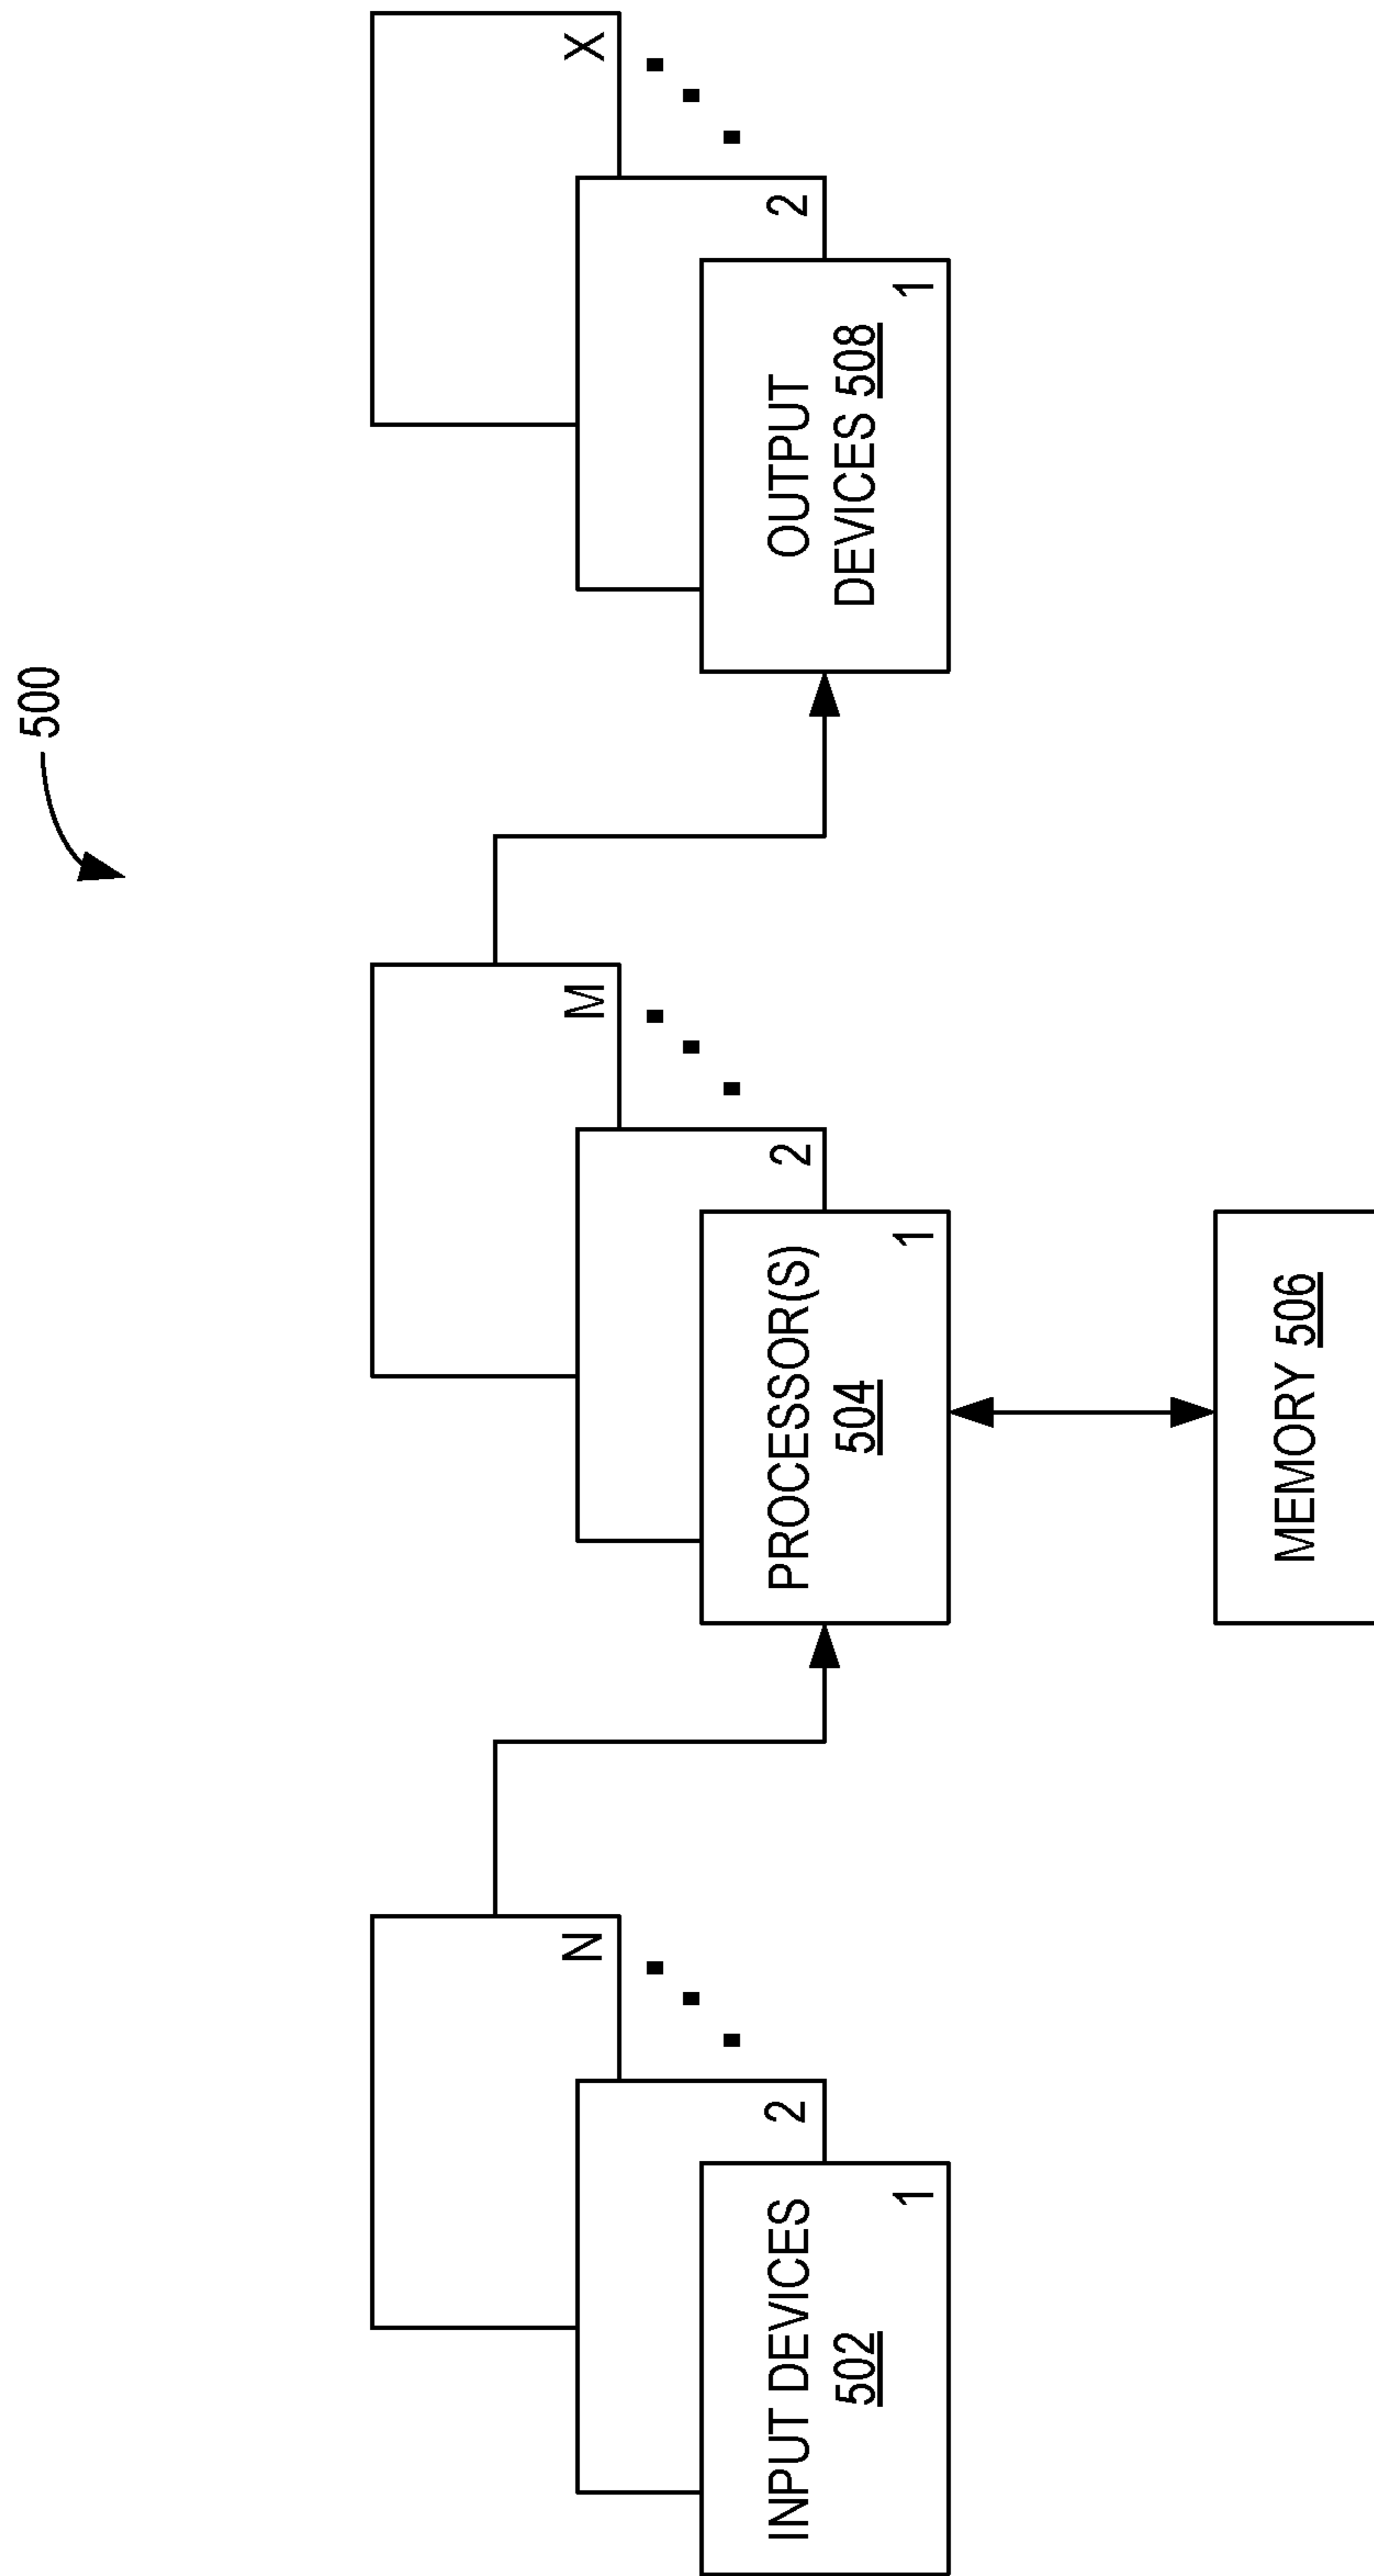 500
INPUT DEVICES
502
1
2
N
PROCESSOR(S)
504
1
2
M
OUTPUT
DEVICES 508
1
2
X
MEMORY 506